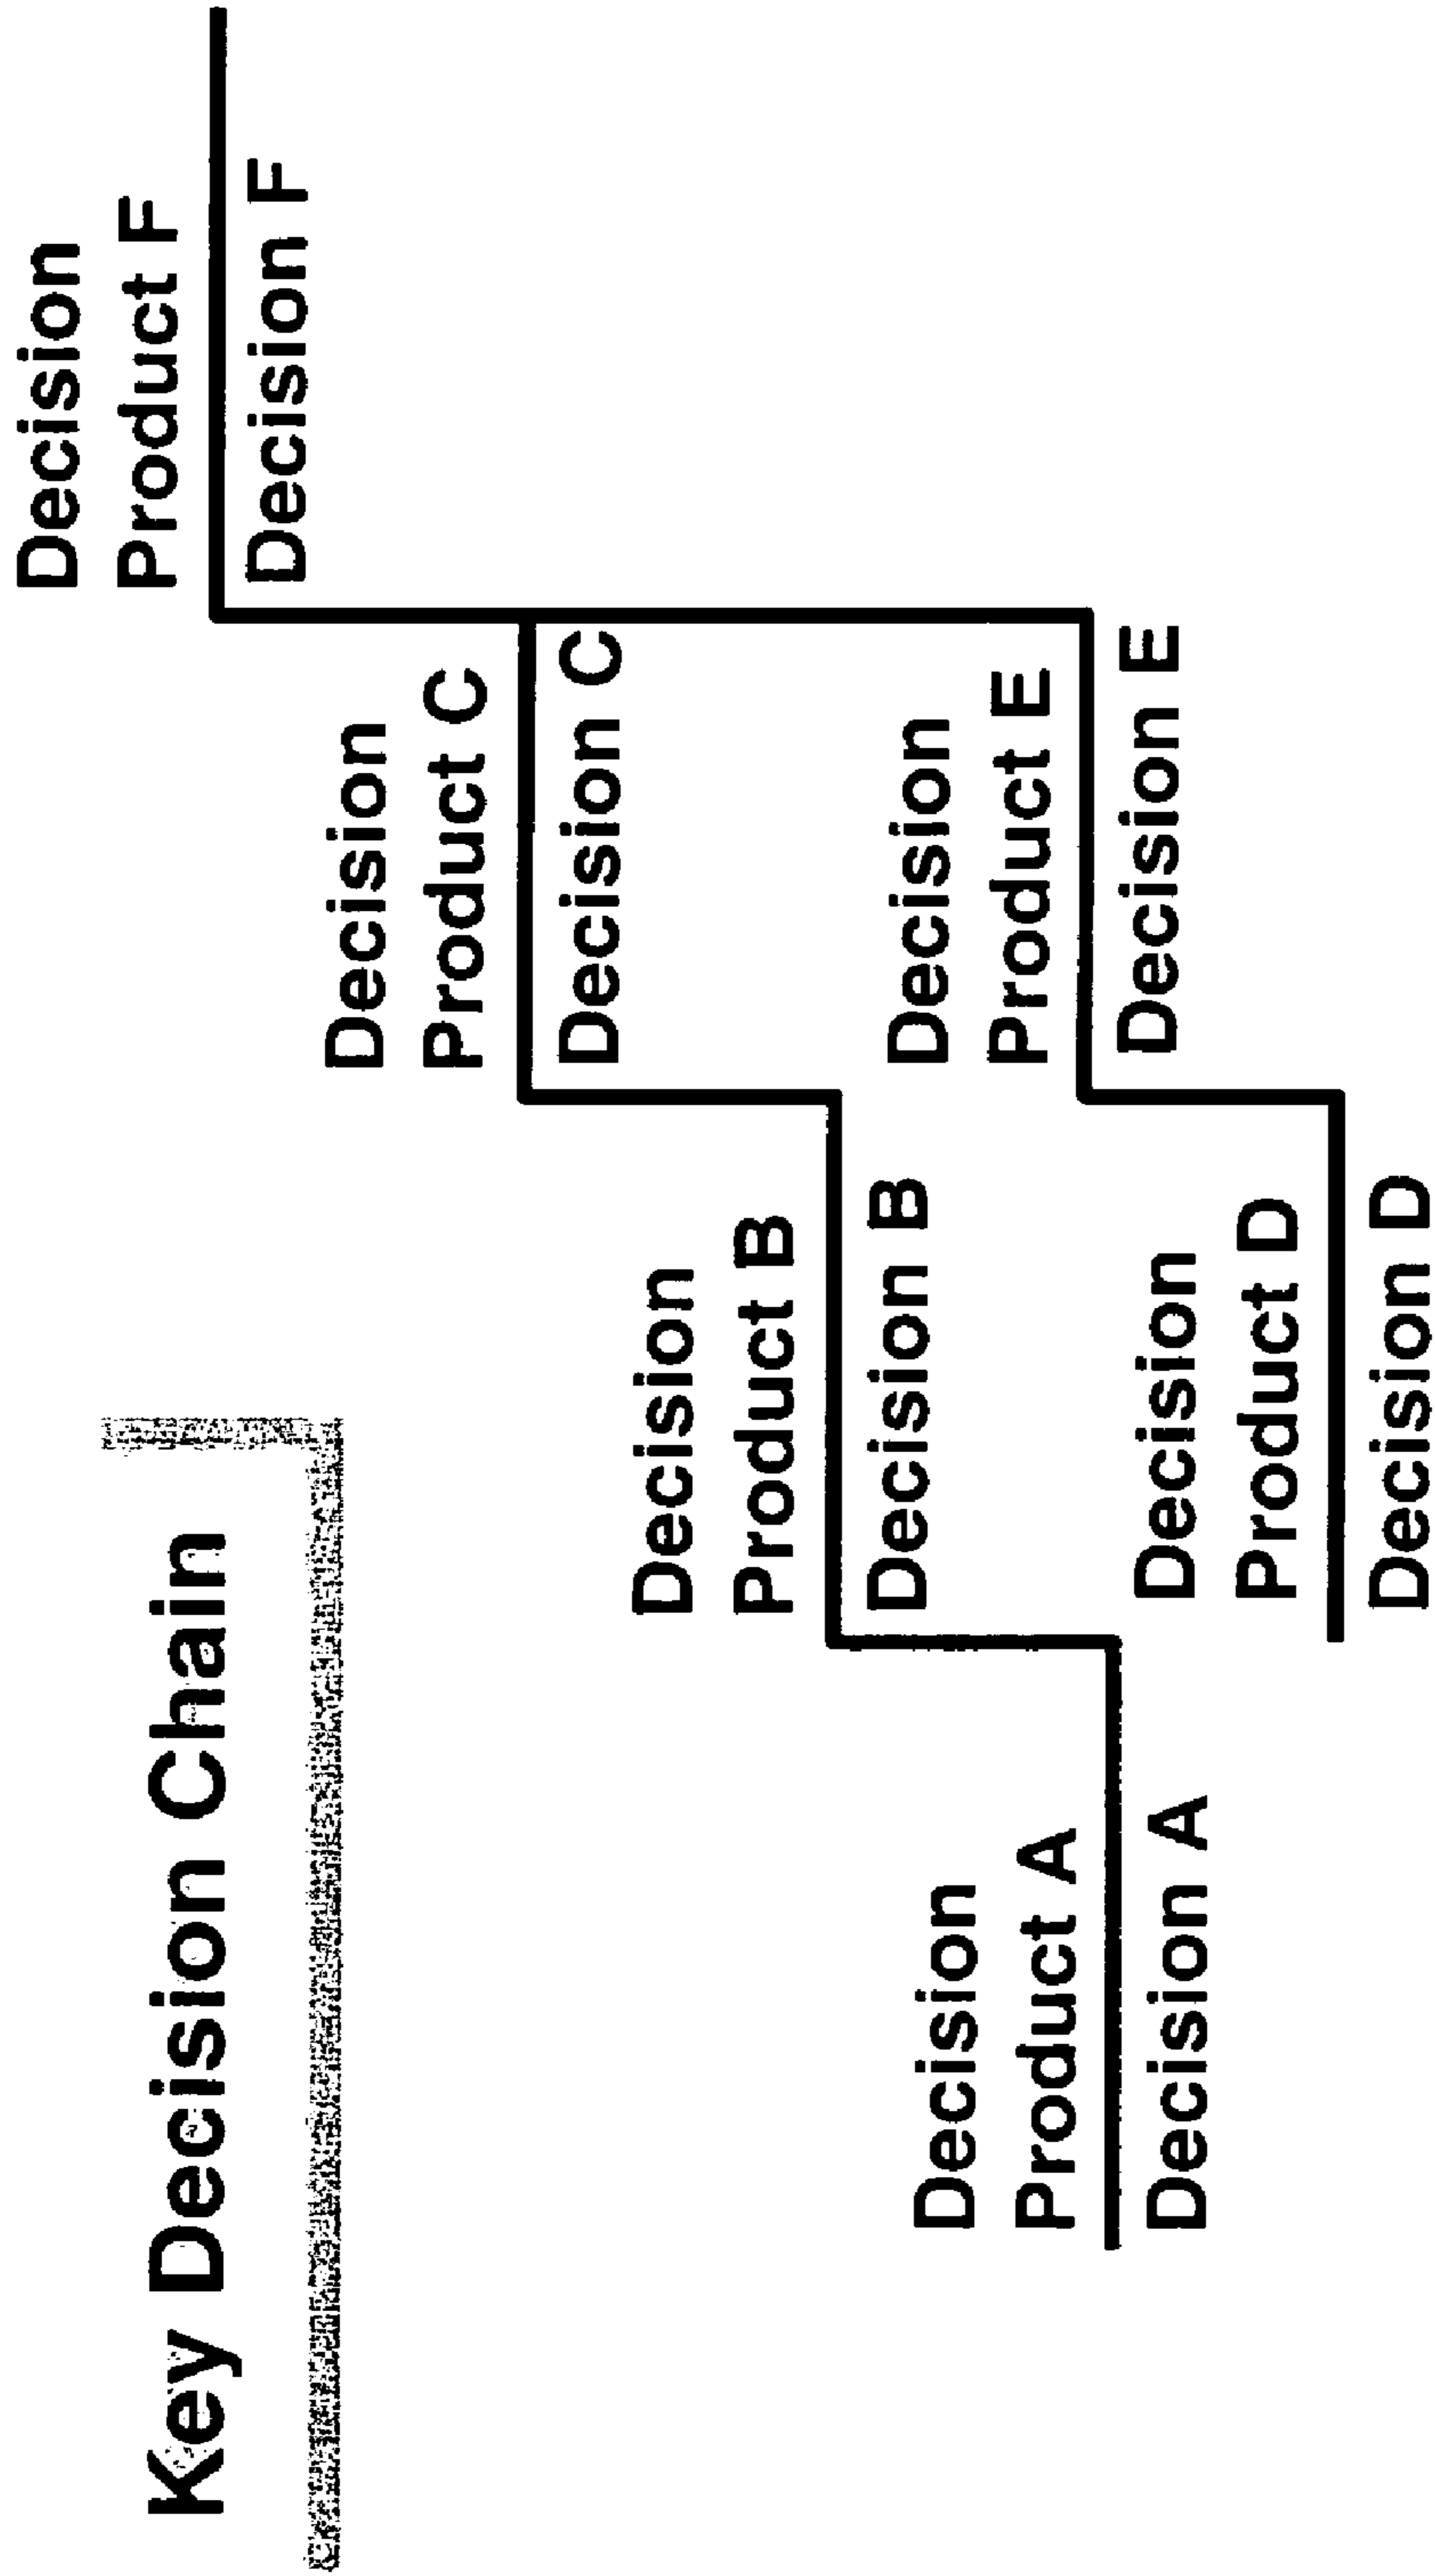 Key Decision Chain
Decision
Product A
Decision A
Decision
Product B
Decision B
Decision
Product C
Decision C
Decision
Product D
Decision D
Decision
Product E
Decision E
Decision
Product F
Decision F